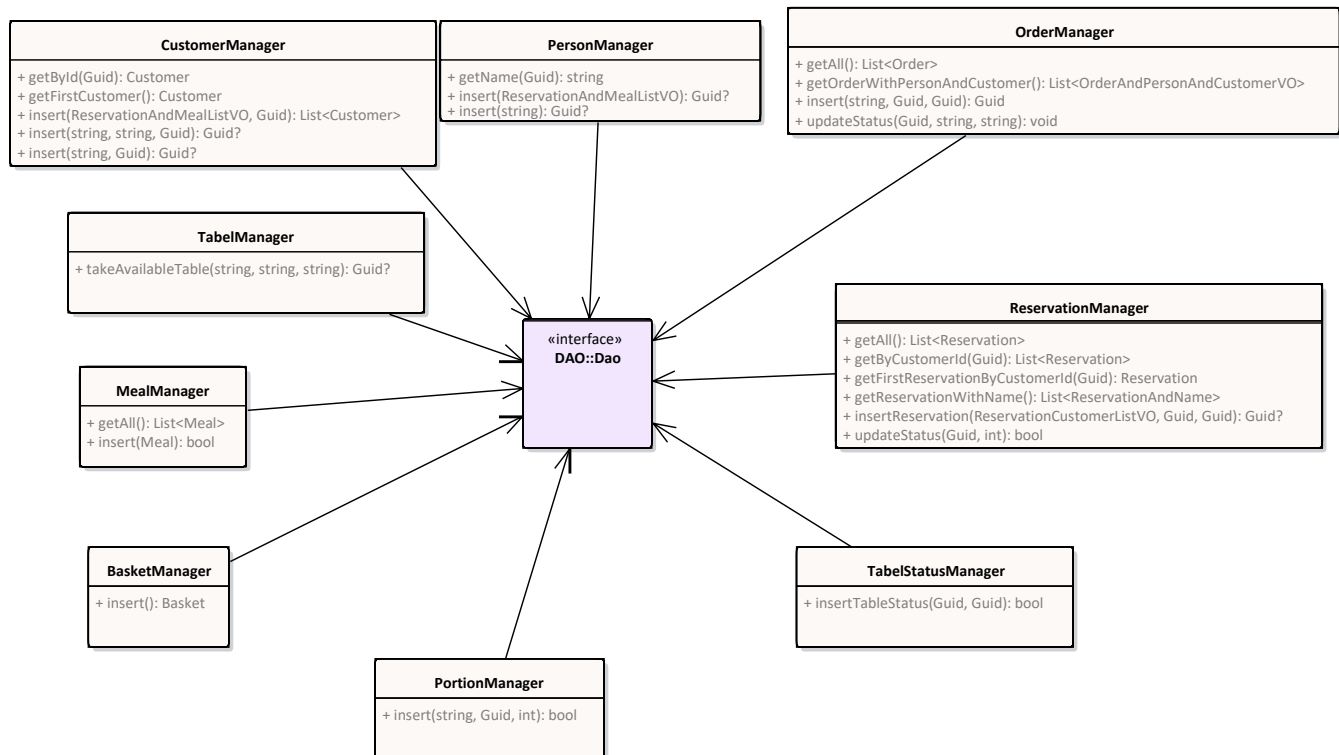 CustomerManager
+ getById(Guid): Customer
+ getFirstCustomer(): Customer
+ insert(ReservationAndMealListVO, Guid): List<Customer>
+ insert(string, string, Guid): Guid?
+ insert(string, Guid): Guid?
PersonManager
+ getName(Guid): string
+ insert(ReservationAndMealListVO): Guid?
+ insert(string): Guid?
OrderManager
+ getAll(): List<Order>
+ getOrderWithPersonAndCustomer(): List<OrderAndPersonAndCustomerVO>
+ insert(string, Guid, Guid): Guid
+ updateStatus(Guid, string, string): void
TabelManager
+ takeAvailableTable(string, string, string): Guid?
«interface»
DAO::Dao
ReservationManager
+ getAll(): List<Reservation>
+ getByCustomerId(Guid): List<Reservation>
+ getFirstReservationByCustomerId(Guid): Reservation
+ getReservationWithName(): List<ReservationAndName>
+ insertReservation(ReservationCustomerListVO, Guid, Guid): Guid?
+ updateStatus(Guid, int): bool
MealManager
+ getAll(): List<Meal>
+ insert(Meal): bool
BasketManager
+ insert(): Basket
TabelStatusManager
+ insertTableStatus(Guid, Guid): bool
PortionManager
+ insert(string, Guid, int): bool